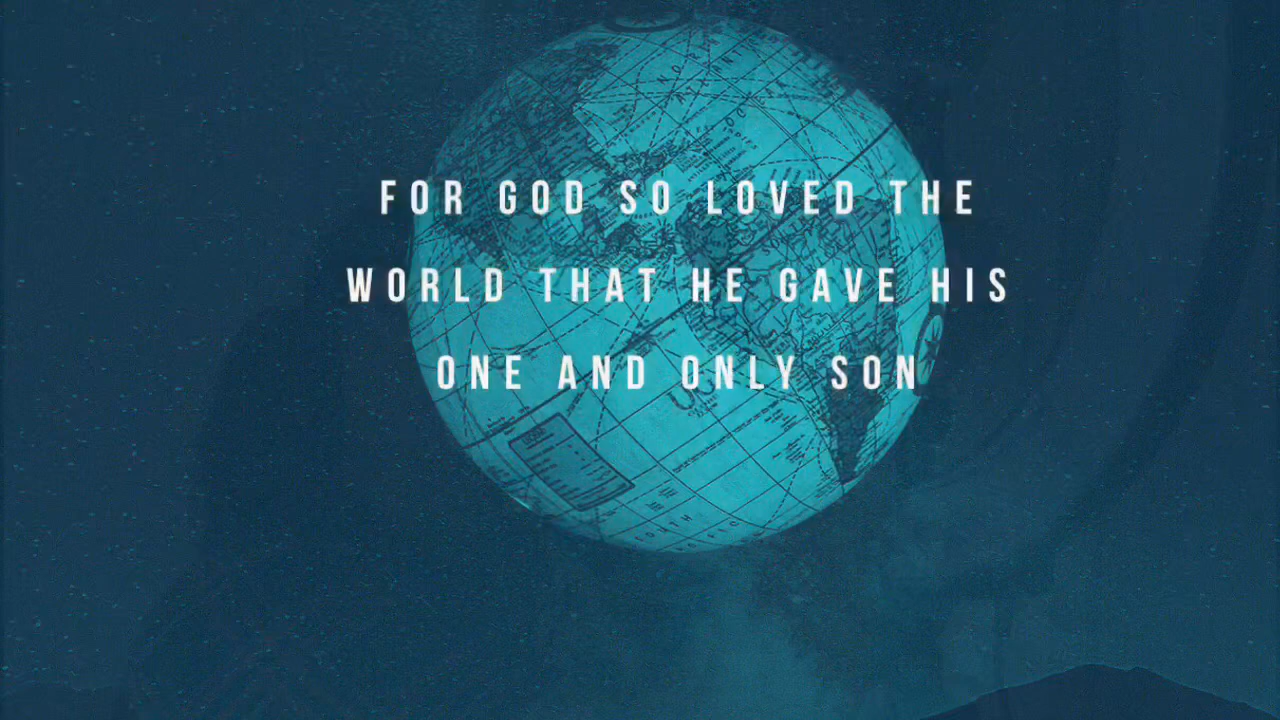 FOR GOD SO LOVED THE
WORLD THAT HE GAVE HIS
ONE AND ONLY SON